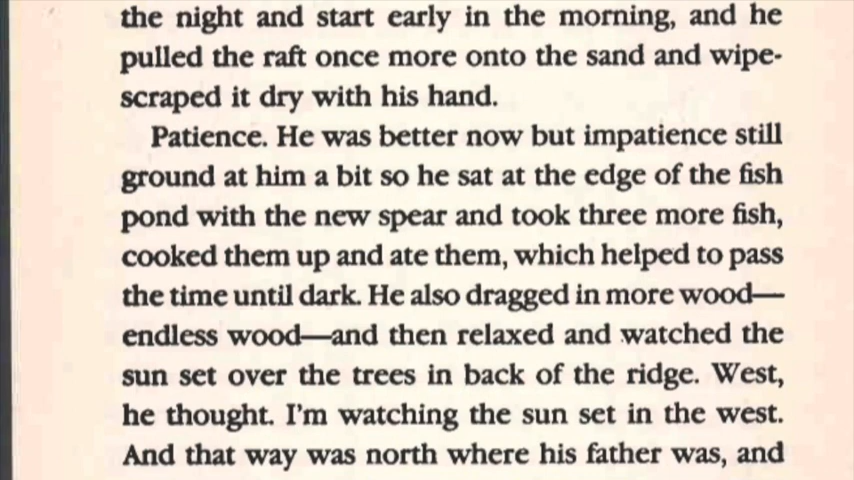 the night and start early in the morning, and he
pulled the raft once more onto the sand and wipe-
scraped it dry with his hand.
Patience. He was better now but impatience still
ground at him a bit so he sat at the edge of the fish
pond with the new spear and took three more fish,
cooked them up and ate them, which helped to pass
the time until dark. He also dragged in more wood—
endless wood—and then relaxed and watched the
sun set over the trees in back of the ridge. West,
he thought. I'm watching the sun set in the west.
And that way was north where his father was, and